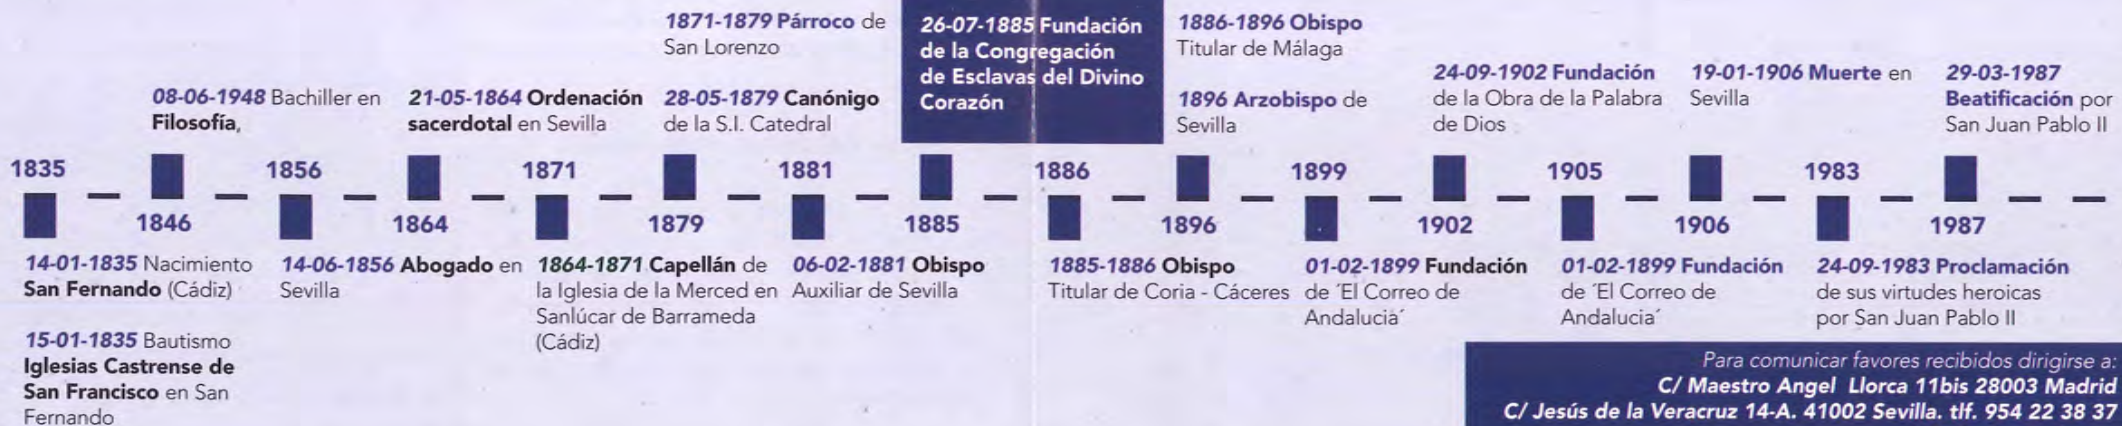 1871-1879 Párroco de
San Lorenzo
26-07-1885 Fundación
de la Congregación
de Esclavas del Divino
Corazón
1886-1896 Obispo
Titular de Málaga
08-06-1948 Bachiller en
Filosofía,
21-05-1864 Ordenación
sacerdotal en Sevilla
28-05-1879 Canónigo
de la S.I. Catedral
1896 Arzobispo de
Sevilla
24-09-1902 Fundación
de la Obra de la Palabra
de Dios
19-01-1906 Muerte en
Sevilla
29-03-1987
Beatificación por
San Juan Pablo II
1835
1856
1871
1881
1886
1899
1905
1983
1846
1864
1879
1885
1896
1902
1906
1987
14-01-1835 Nacimiento
San Fernando (Cádiz)
15-01-1835 Bautismo
Iglesias Castrense de
San Francisco en San
Fernando
14-06-1856 Abogado en
Sevilla
1864-1871 Capellán de
la Iglesia de la Merced en
Sanlúcar de Barrameda
(Cádiz)
06-02-1881 Obispo
Auxiliar de Sevilla
1885-1886 Obispo
Titular de Coria - Cáceres
01-02-1899 Fundación
de ´El Correo de
Andalucia´
01-02-1899 Fundación
de ´El Correo de
Andalucia´
24-09-1983 Proclamación
de sus virtudes heroicas
por San Juan Pablo II
Para comunicar favores recibidos dirigirse a:
C/ Maestro Angel Llorca 11bis 28003 Madrid
C/ Jesús de la Veracruz 14-A. 41002 Sevilla. tlf. 954 22 38 37